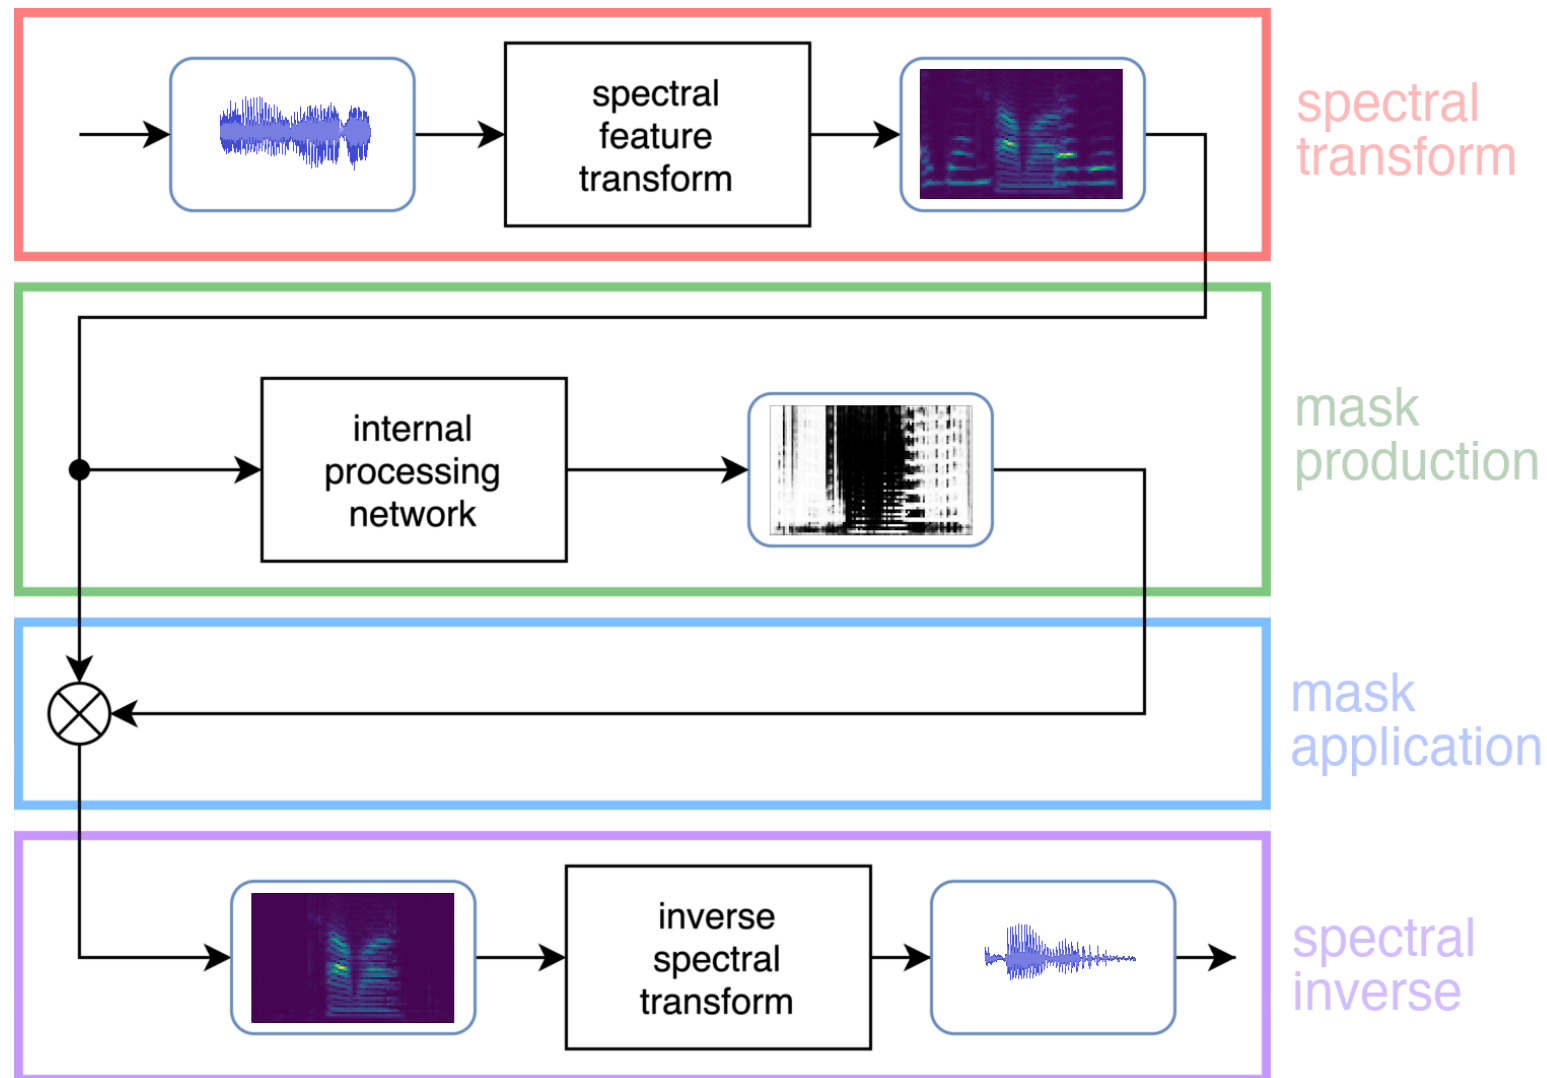 spectral
feature
transform
spectral
transform
internal
processing
network
mask
production
mask
application
inverse
spectral
transform
spectral
inverse